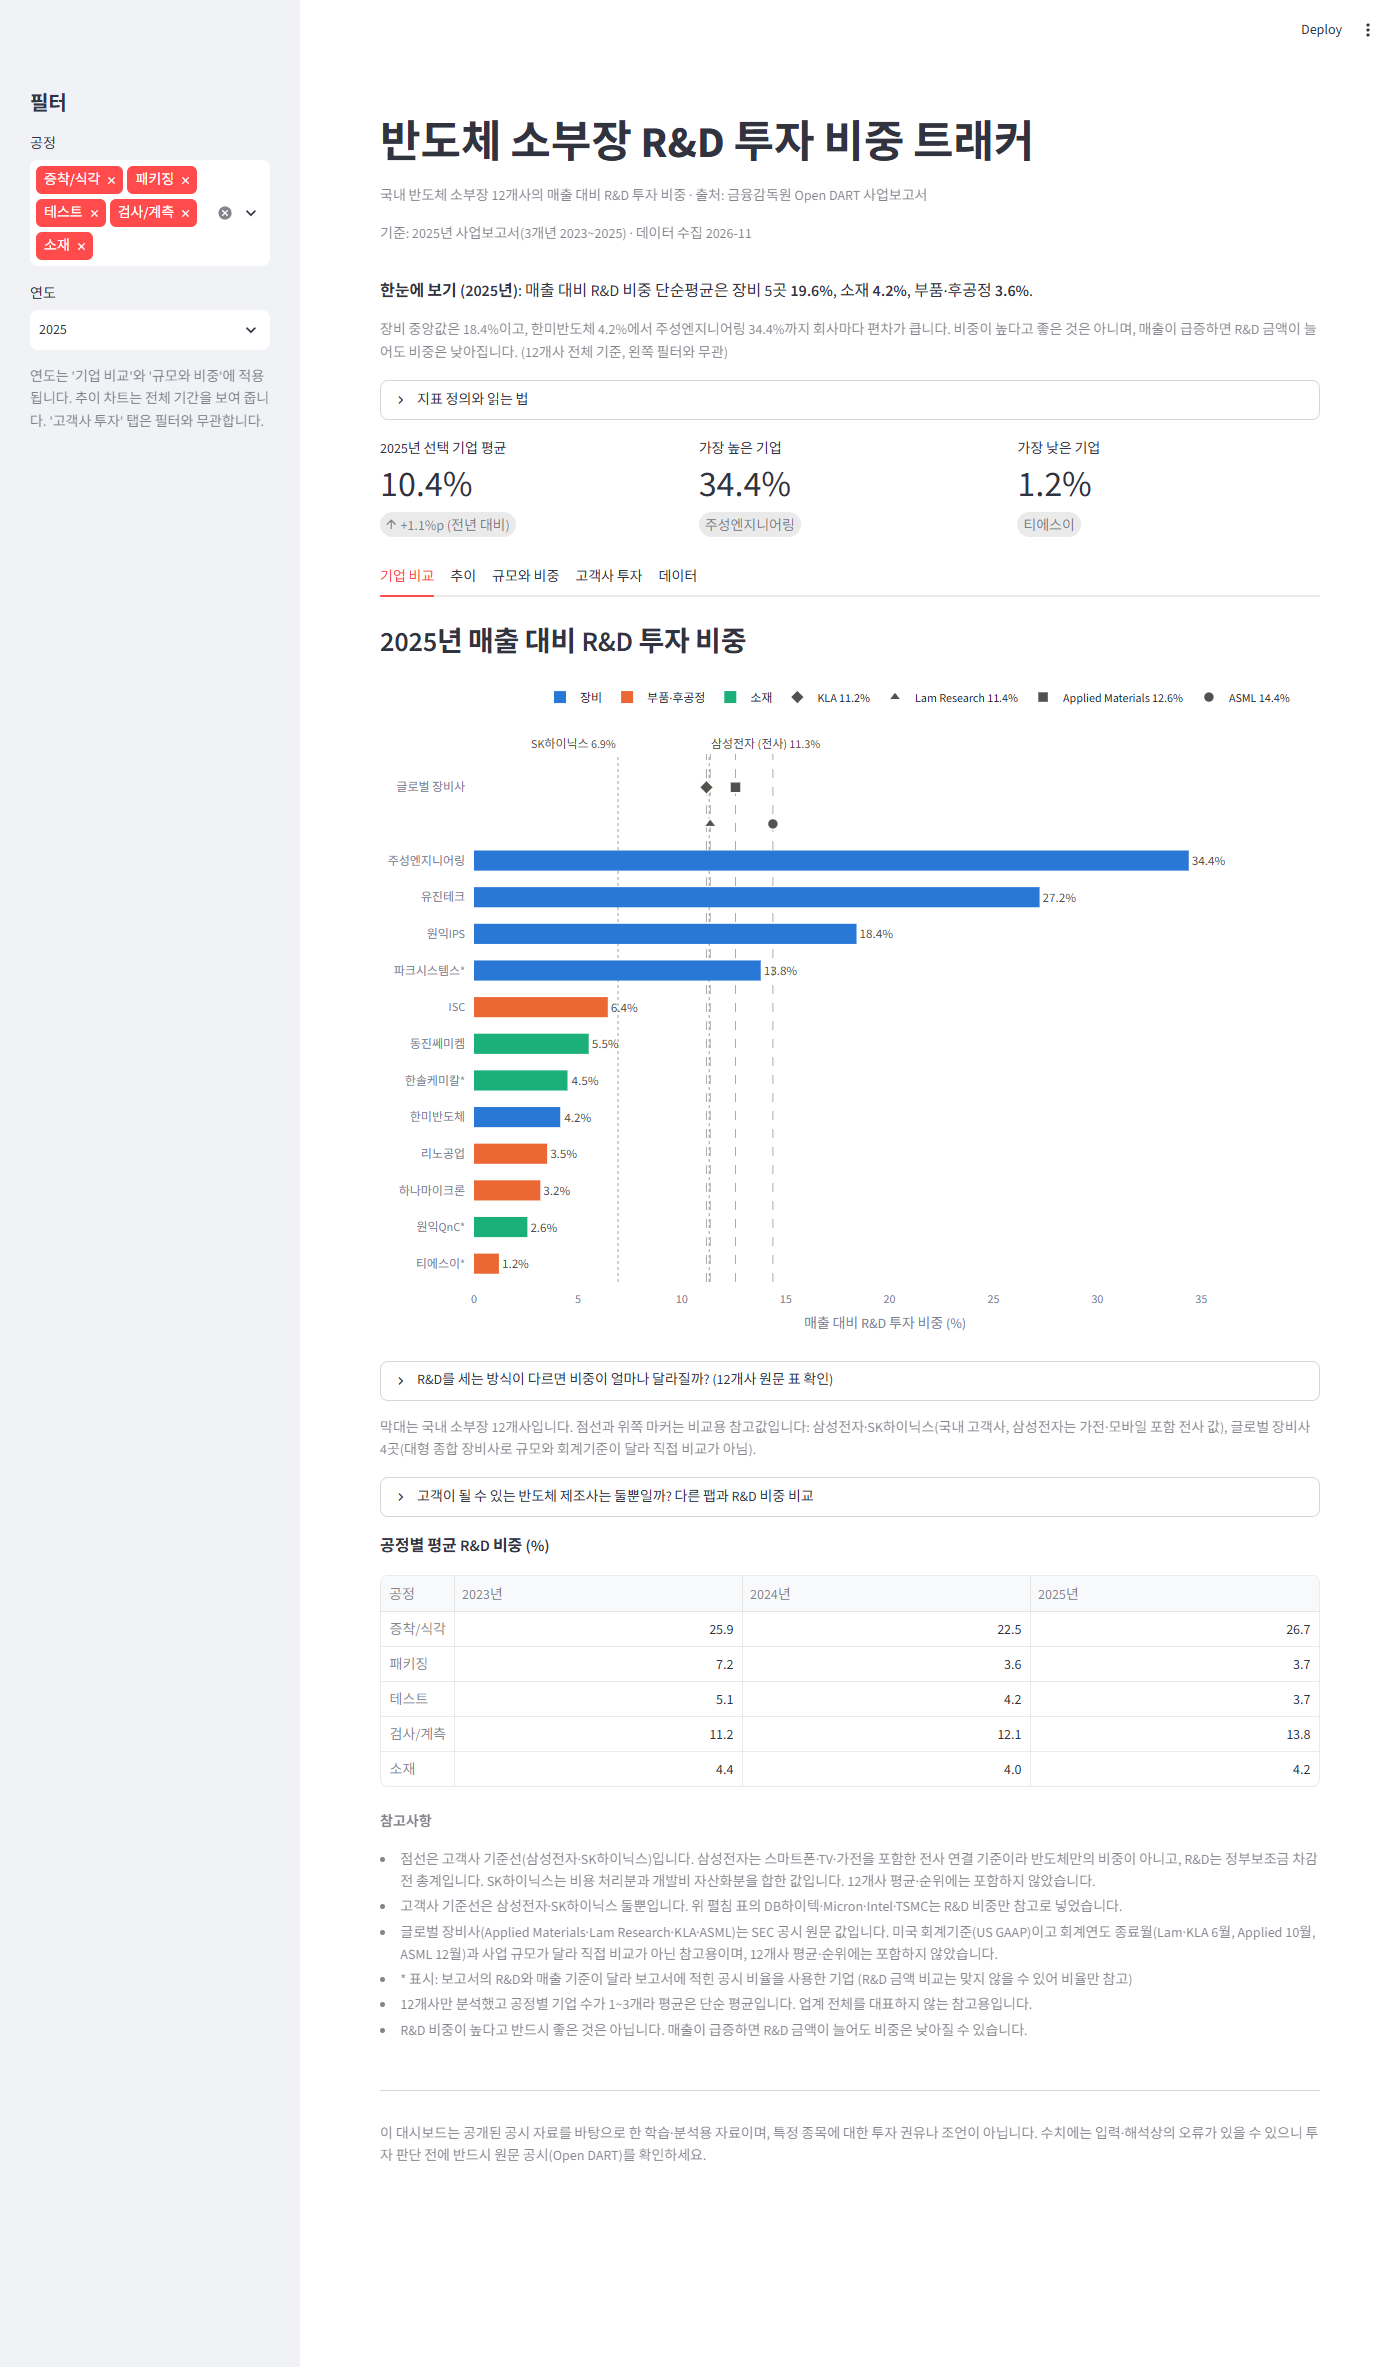 Deploy
필터
공정
증착/식각
패키징
테스트
검사/계측
소재
연도
2025
연도는 '기업 비교'와 '규모와 비중'에 적용
됩니다. 추이 차트는 전체 기간을 보여 줍니
다. '고객사 투자' 탭은 필터와 무관합니다.
반도체 소부장 R&D 투자 비중 트래커
국내 반도체 소부장 12개사의 매출 대비 R&D 투자 비중 · 출처: 금융감독원 Open DART 사업보고서
기준: 2025년 사업보고서(3개년 2023~2025) · 데이터 수집 2026-11
한눈에 보기 (2025년): 매출 대비 R&D 비중 단순평균은 장비 5곳 19.6%, 소재 4.2%, 부품·후공정 3.6%.
장비 중앙값은 18.4%이고, 한미반도체 4.2%에서 주성엔지니어링 34.4%까지 회사마다 편차가 큽니다. 비중이 높다고 좋은 것은 아니며, 매출이 급증하면 R&D 금액이 늘
어도 비중은 낮아집니다. (12개사 전체 기준, 왼쪽 필터와 무관)
지표 정의와 읽는 법
2025년 선택 기업 평균
10.4%
+1.1%p (전년 대비)
가장 높은 기업
34.4%
주성엔지니어링
가장 낮은 기업
1.2%
티에스이
기업 비교 추이 규모와 비중 고객사 투자 데이터
2025년 매출 대비 R&D 투자 비중
장비 부품·후공정 소재 KLA 11.2% Lam Research 11.4% Applied Materials 12.6% ASML 14.4%
SK하이닉스 6.9% 삼성전자 (전사) 11.3%
글로벌 장비사
주성엔지니어링 34.4%
유진테크 27.2%
원익IPS 18.4%
파크시스템스* 13.8%
ISC 6.4%
동진쎄미켐 5.5%
한솔케미칼* 4.5%
한미반도체 4.2%
리노공업 3.5%
하나마이크론 3.2%
원익QnC* 2.6%
티에스이* 1.2%
0 5 10 15 20 25 30 35
매출 대비 R&D 투자 비중 (%)
R&D를 세는 방식이 다르면 비중이 얼마나 달라질까? (12개사 원문 표 확인)
막대는 국내 소부장 12개사입니다. 점선과 위쪽 마커는 비교용 참고값입니다: 삼성전자·SK하이닉스(국내 고객사, 삼성전자는 가전·모바일 포함 전사 값), 글로벌 장비사
4곳(대형 종합 장비사로 규모와 회계기준이 달라 직접 비교가 아님).
고객이 될 수 있는 반도체 제조사는 둘뿐일까? 다른 팹과 R&D 비중 비교
공정별 평균 R&D 비중 (%)
공정 2023년 2024년 2025년
증착/식각 25.9 22.5 26.7
패키징 7.2 3.6 3.7
테스트 5.1 4.2 3.7
검사/계측 11.2 12.1 13.8
소재 4.4 4.0 4.2
참고사항
점선은 고객사 기준선(삼성전자·SK하이닉스)입니다. 삼성전자는 스마트폰·TV·가전을 포함한 전사 연결 기준이라 반도체만의 비중이 아니고, R&D는 정부보조금 차감
전 총계입니다. SK하이닉스는 비용 처리분과 개발비 자산화분을 합한 값입니다. 12개사 평균·순위에는 포함하지 않았습니다.
고객사 기준선은 삼성전자·SK하이닉스 둘뿐입니다. 위 펼침 표의 DB하이텍·Micron·Intel·TSMC는 R&D 비중만 참고로 넣었습니다.
글로벌 장비사(Applied Materials·Lam Research·KLA·ASML)는 SEC 공시 원문 값입니다. 미국 회계기준(US GAAP)이고 회계연도 종료월(Lam·KLA 6월, Applied 10월,
ASML 12월)과 사업 규모가 달라 직접 비교가 아닌 참고용이며, 12개사 평균·순위에는 포함하지 않았습니다.
* 표시: 보고서의 R&D와 매출 기준이 달라 보고서에 적힌 공시 비율을 사용한 기업 (R&D 금액 비교는 맞지 않을 수 있어 비율만 참고)
12개사만 분석했고 공정별 기업 수가 1~3개라 평균은 단순 평균입니다. 업계 전체를 대표하지 않는 참고용입니다.
R&D 비중이 높다고 반드시 좋은 것은 아닙니다. 매출이 급증하면 R&D 금액이 늘어도 비중은 낮아질 수 있습니다.
이 대시보드는 공개된 공시 자료를 바탕으로 한 학습·분석용 자료이며, 특정 종목에 대한 투자 권유나 조언이 아닙니다. 수치에는 입력·해석상의 오류가 있을 수 있으니 투
자 판단 전에 반드시 원문 공시(Open DART)를 확인하세요.